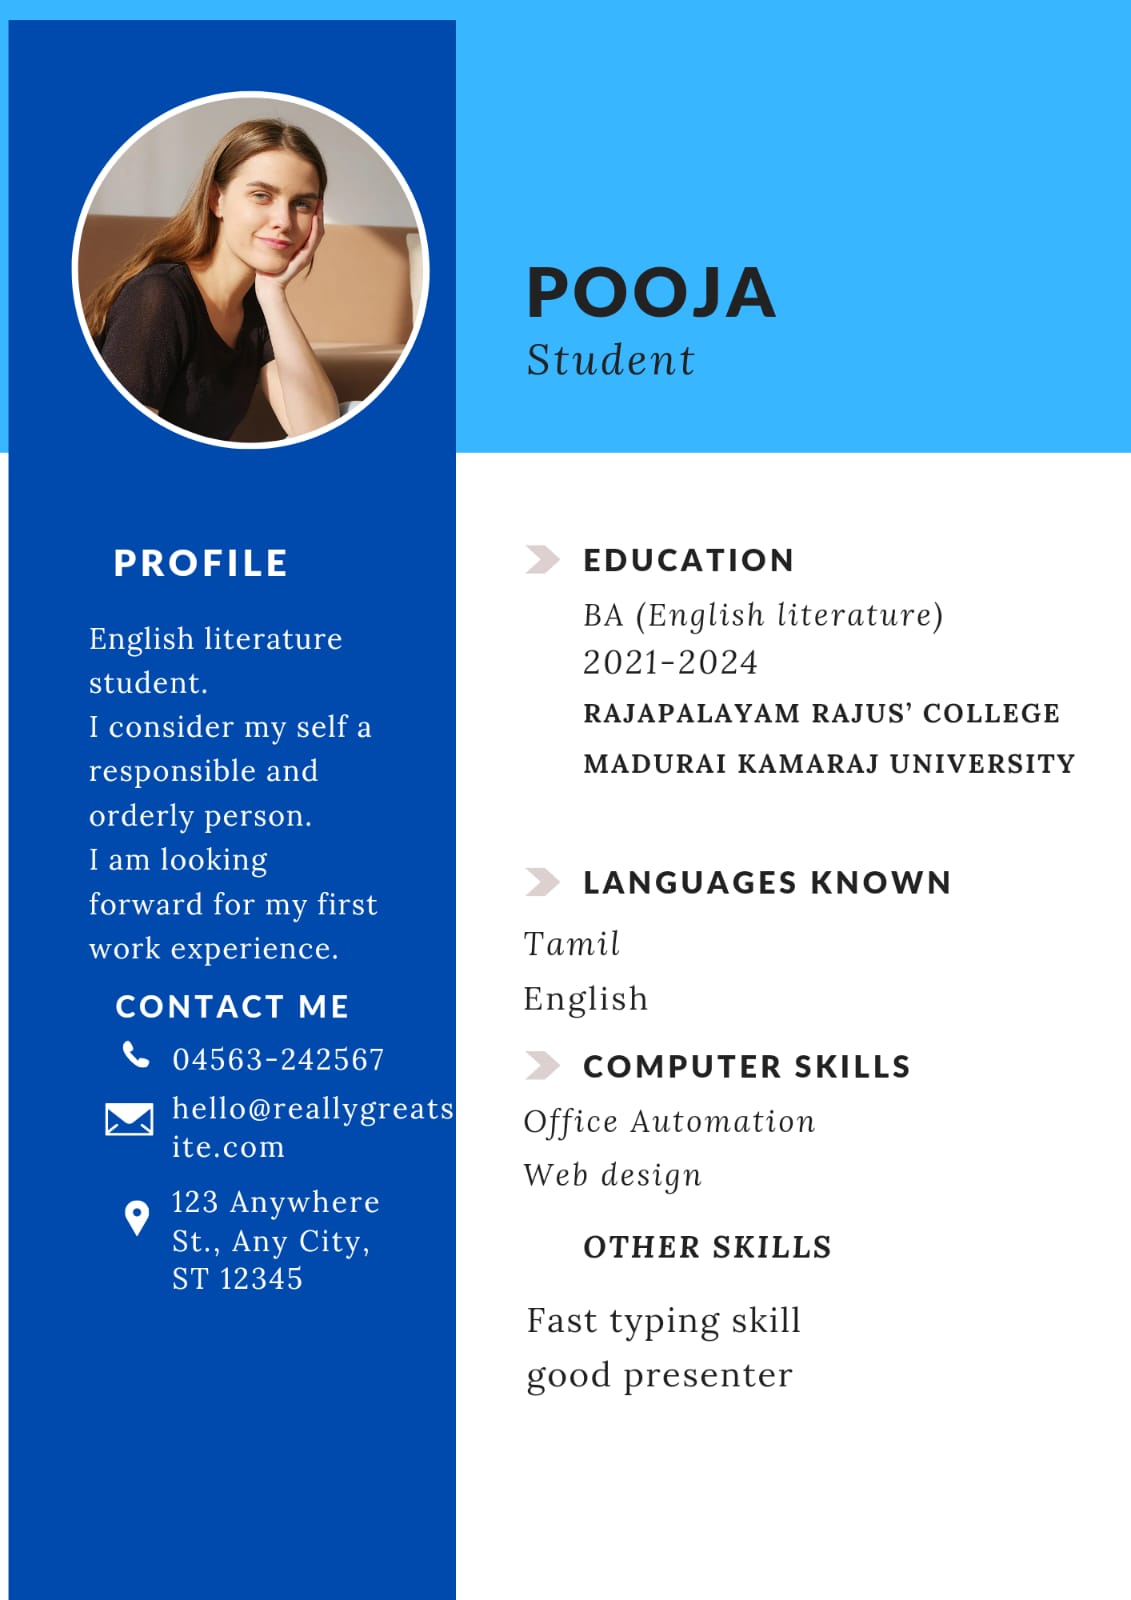 POOJA
Student
PROFILE
English literature
student.
I consider my self a
responsible and
orderly person.
I am looking
forward for my first
work experience.
CONTACT ME
04563-242567
hello@reallygreats
ite.com
123 Anywhere
St., Any City,
ST 12345
EDUCATION
BA (English literature)
2021-2024
RAJAPALAYAM RAJUS’ COLLEGE
MADURAI KAMARAJ UNIVERSITY
LANGUAGES KNOWN
Tamil
English
COMPUTER SKILLS
Office Automation
Web design
OTHER SKILLS
Fast typing skill
good presenter